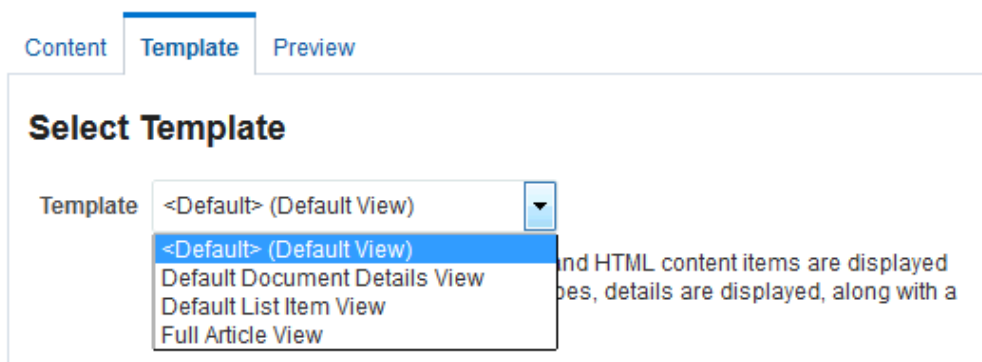 Content Template Preview
Select Template
Template <Default> (Default View)
<Default> (Default View)
Default Document Details View
and HTML content items are displayed
Default List Item View
details are displayed, along with a
Full Article View